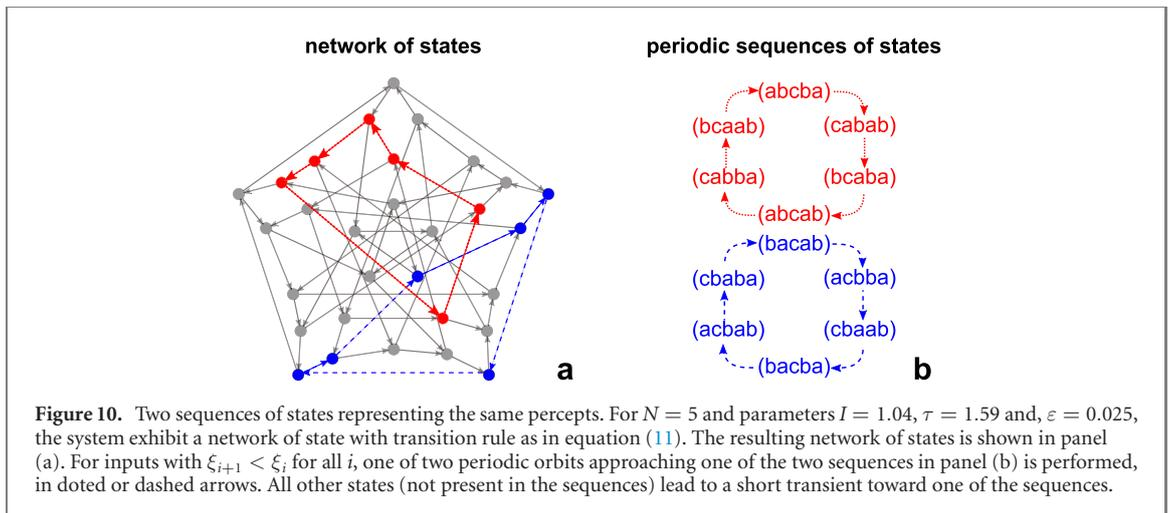 network of states
periodic sequences of states
(abcba)
(bcaab)
(cabab)
(cabba)
(bcaba)
(abcab)
(bacab)
(cbaba)
(acbba)
(acbab)
(cbaab)
(bacba)
a
b
Figure 10. Two sequences of states representing the same percepts. For N = 5 and parameters I = 1.04, τ = 1.59 and, ε = 0.025,
the system exhibit a network of state with transition rule as in equation (11). The resulting network of states is shown in panel
(a). For inputs with ξi+1 < ξi for all i, one of two periodic orbits approaching one of the two sequences in panel (b) is performed,
in doted or dashed arrows. All other states (not present in the sequences) lead to a short transient toward one of the sequences.